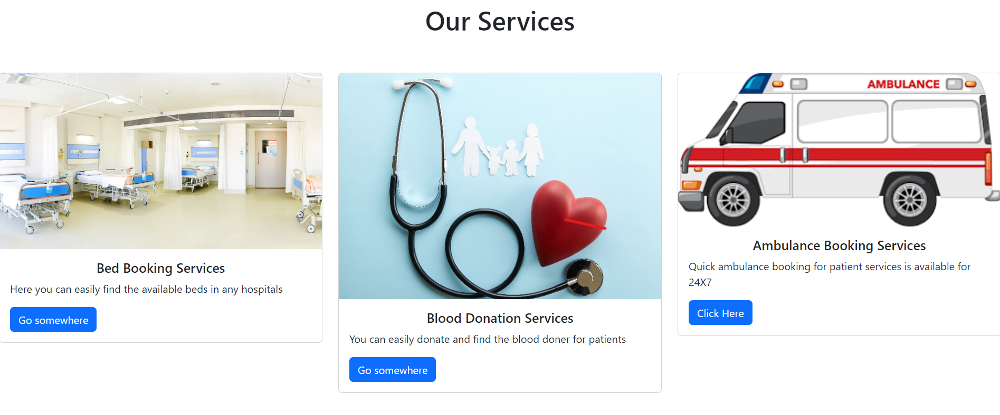 Our Services
AMBULANCE
Bed Booking Services
Here you can easily find the available beds in any hospitals
Go somewhere
Blood Donation Services
You can easily donate and find the blood doner for patients
Go somewhere
Ambulance Booking Services
Quick ambulance booking for patient services is available for
24X7
Click Here